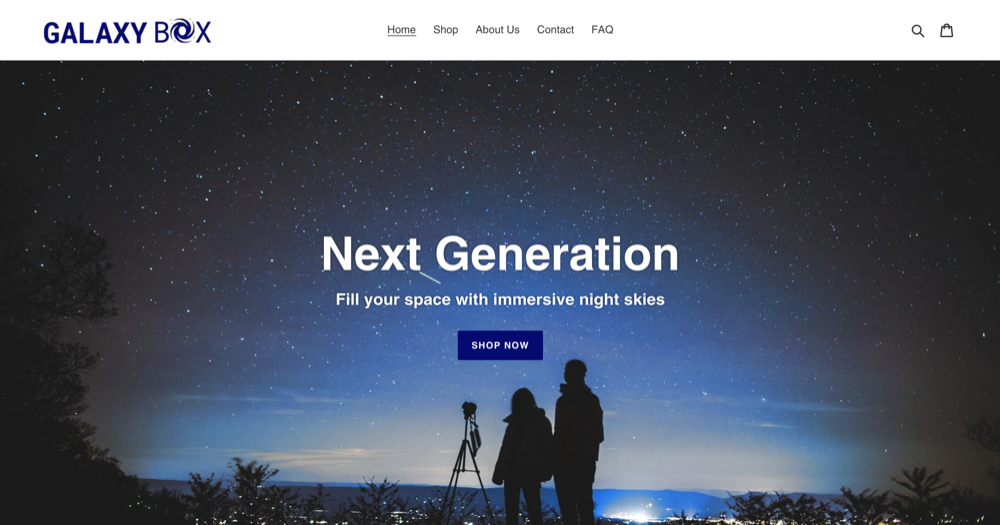 GALAXY BOX
Home Shop About Us Contact FAQ
Next Generation
Fill your space with immersive night skies
SHOP NOW